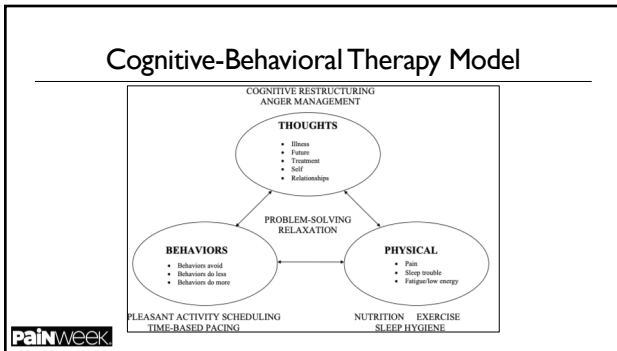 Cognitive-Behavioral Therapy Model
COGNITIVE RESTRUCTURING
ANGER MANAGEMENT
THOUGHTS
• Illness
• Future
• Treatment
• Self
• Relationships
PROBLEM-SOLVING
RELAXATION
BEHAVIORS
• Behaviors avoid
• Behaviors do less
• Behaviors do more
PHYSICAL
• Pain
• Sleep trouble
• Fatigue/low energy
PLEASANT ACTIVITY SCHEDULING
TIME-BASED PACING
NUTRITION EXERCISE
SLEEP HYGIENE
PainWeek.